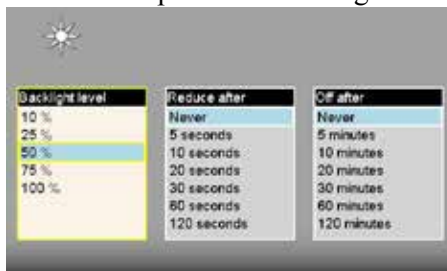 Backlight level
10 %
25 %
50 %
75 %
100 %
Reduce after
Never
5 seconds
10 seconds
20 seconds
30 seconds
60 seconds
120 seconds
Off after
Never
5 minutes
10 minutes
20 minutes
30 minutes
60 minutes
120 minutes